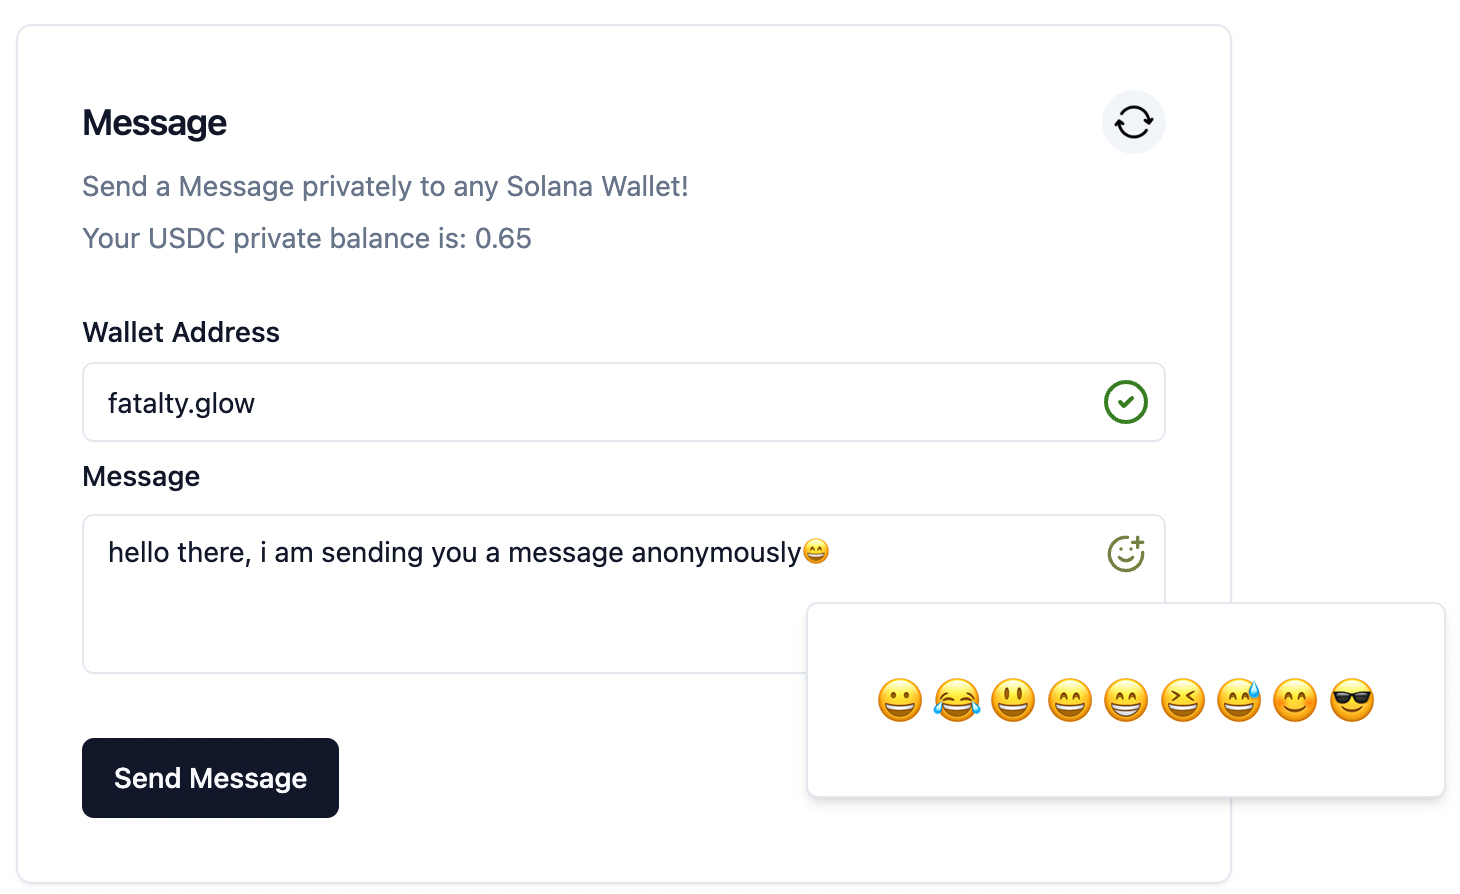 Message
Send a Message privately to any Solana Wallet!
Your USDC private balance is: 0.65
Wallet Address
fatalty.glow
Message
hello there, i am sending you a message anonymously😄
😀😂😃😄😁😆😅😊😎
Send Message